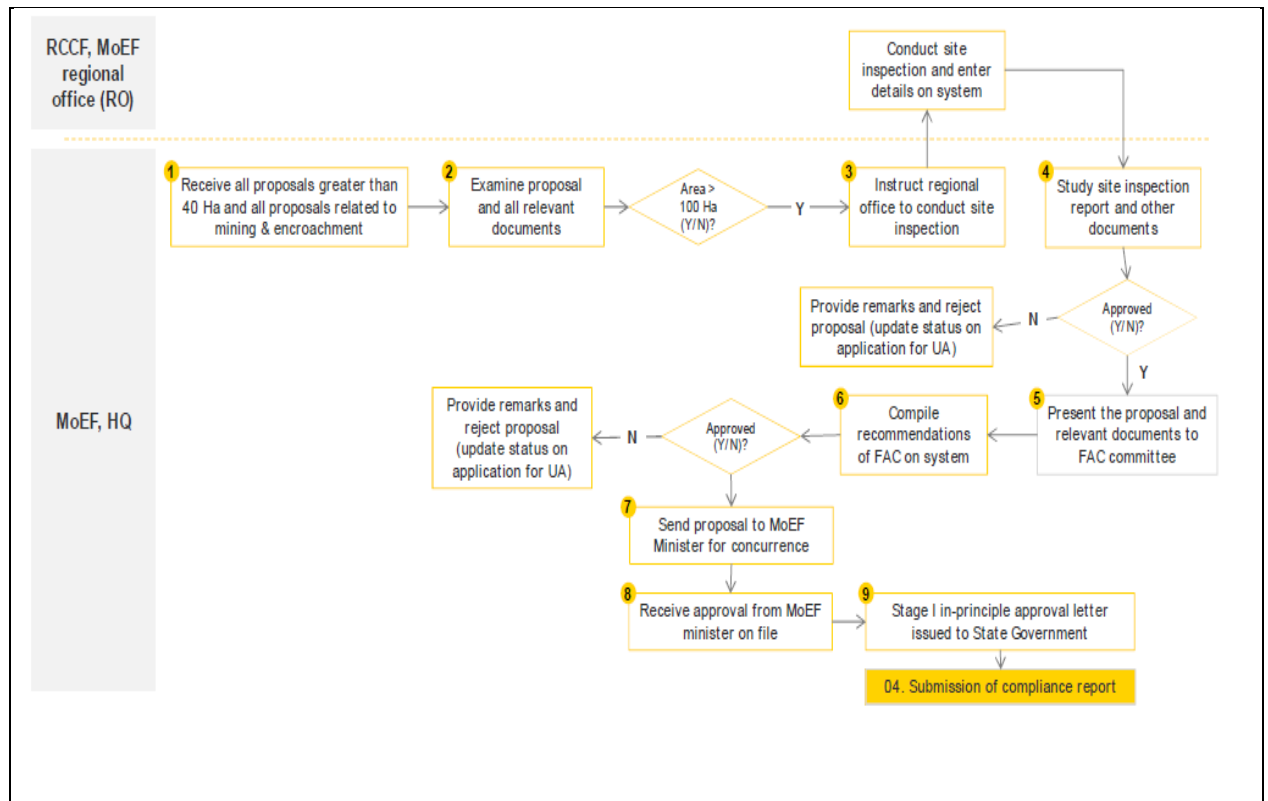 RCCF, MoEF
regional
office (RO)
Conduct site
inspection and enter
details on system
1
Receive all proposals greater than
40 Ha and all proposals related to
mining & encroachment
2
Examine proposal
and all relevant
documents
Area >
100 Ha
(Y/N)?
Y
3
Instruct regional
office to conduct site
inspection
4
Study site inspection
report and other
documents
Provide remarks and reject
proposal (update status on
application for UA)
N
Approved
(Y/N)?
Y
MoEF, HQ
Provide remarks and
reject proposal
(update status on
application for UA)
N
Approved
(Y/N)?
6
Compile
recommendations
of FAC on system
5
Present the proposal and
relevant documents to
FAC committee
7
Send proposal to MoEF
Minister for concurrence
8
Receive approval from MoEF
minister on file
9
Stage I in-principle approval letter
issued to State Government
04. Submission of compliance report